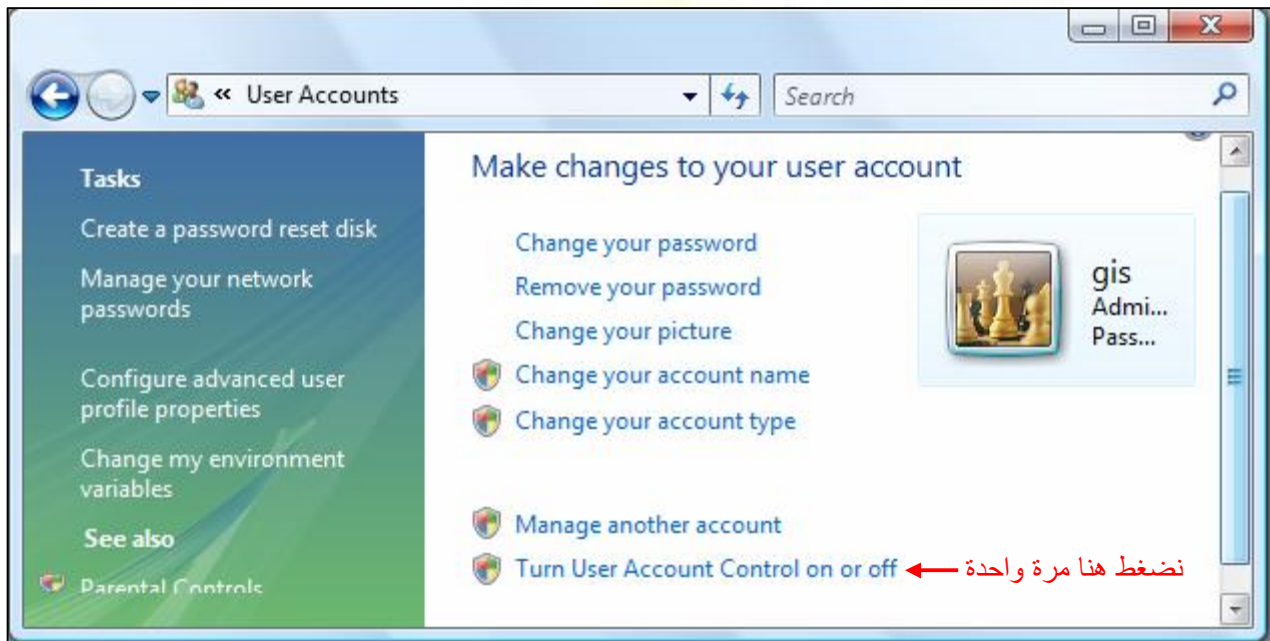 « User Accounts
Search
Tasks
Create a password reset disk
Manage your network
passwords
Configure advanced user
profile properties
Change my environment
variables
See also
Parental Controls
Make changes to your user account
Change your password
Remove your password
Change your picture
Change your account name
Change your account type
Manage another account
Turn User Account Control on or off
نضغط هنا مرة واحدة
gis
Admi...
Pass...